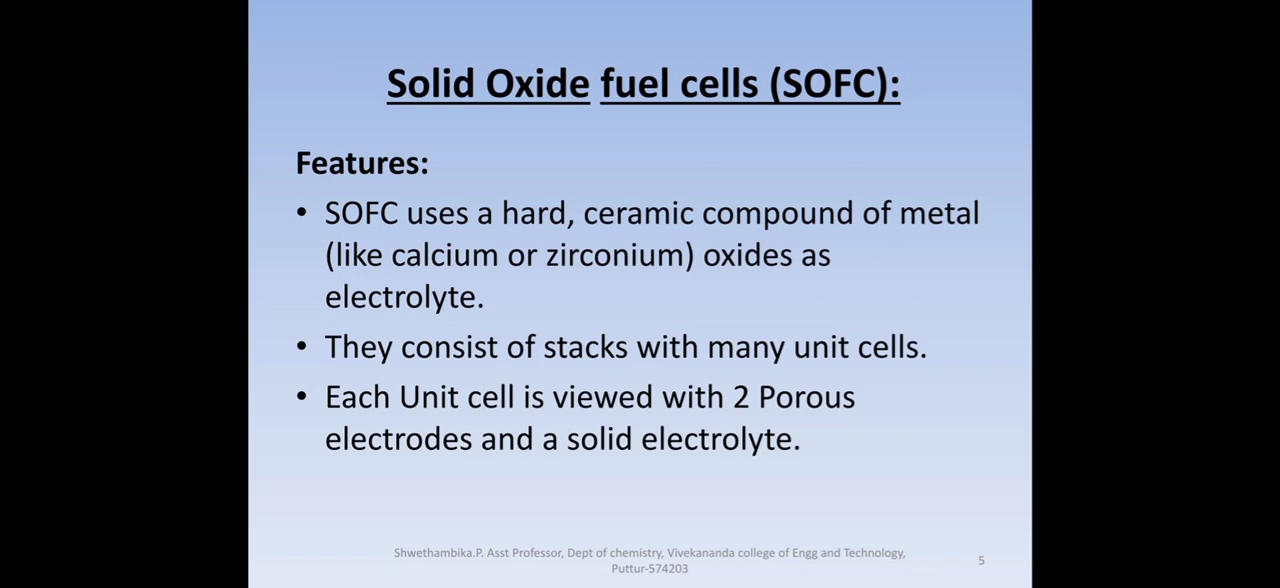 Solid Oxide fuel cells (SOFC):
Features:
• SOFC uses a hard, ceramic compound of metal
(like calcium or zirconium) oxides as
electrolyte.
• They consist of stacks with many unit cells.
• Each Unit cell is viewed with 2 Porous
electrodes and a solid electrolyte.
Shwethambika.P. Asst Professor, Dept of chemistry, Vivekananda college of Engg and Technology,
Puttur-574203
5